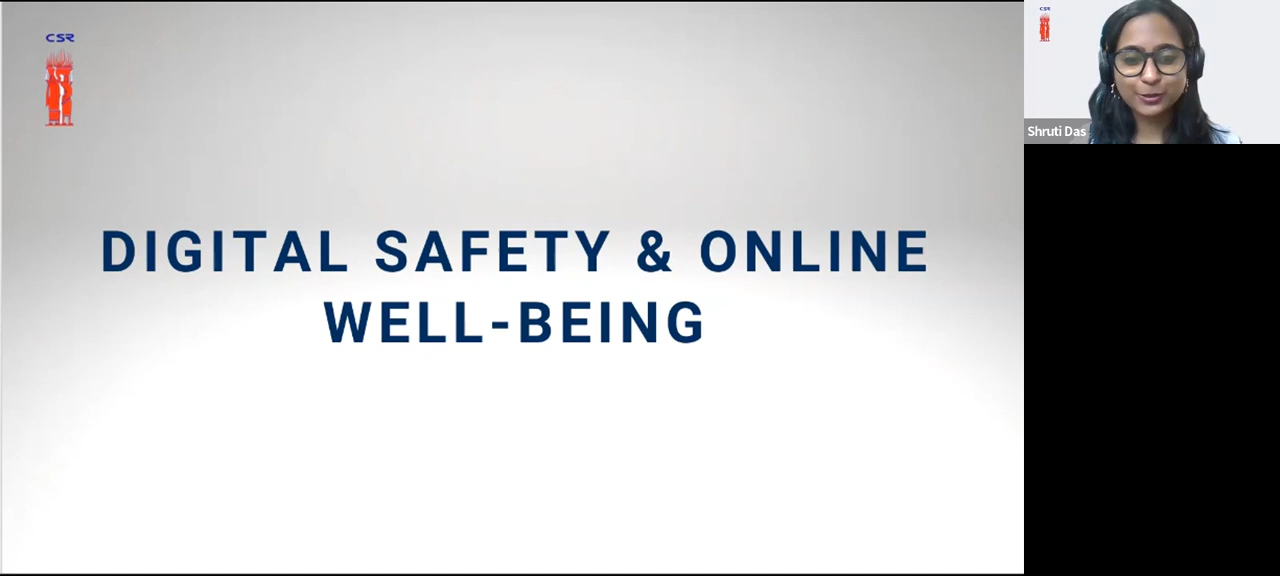 CSR
DIGITAL SAFETY & ONLINE
WELL-BEING
CSR
Shruti Das